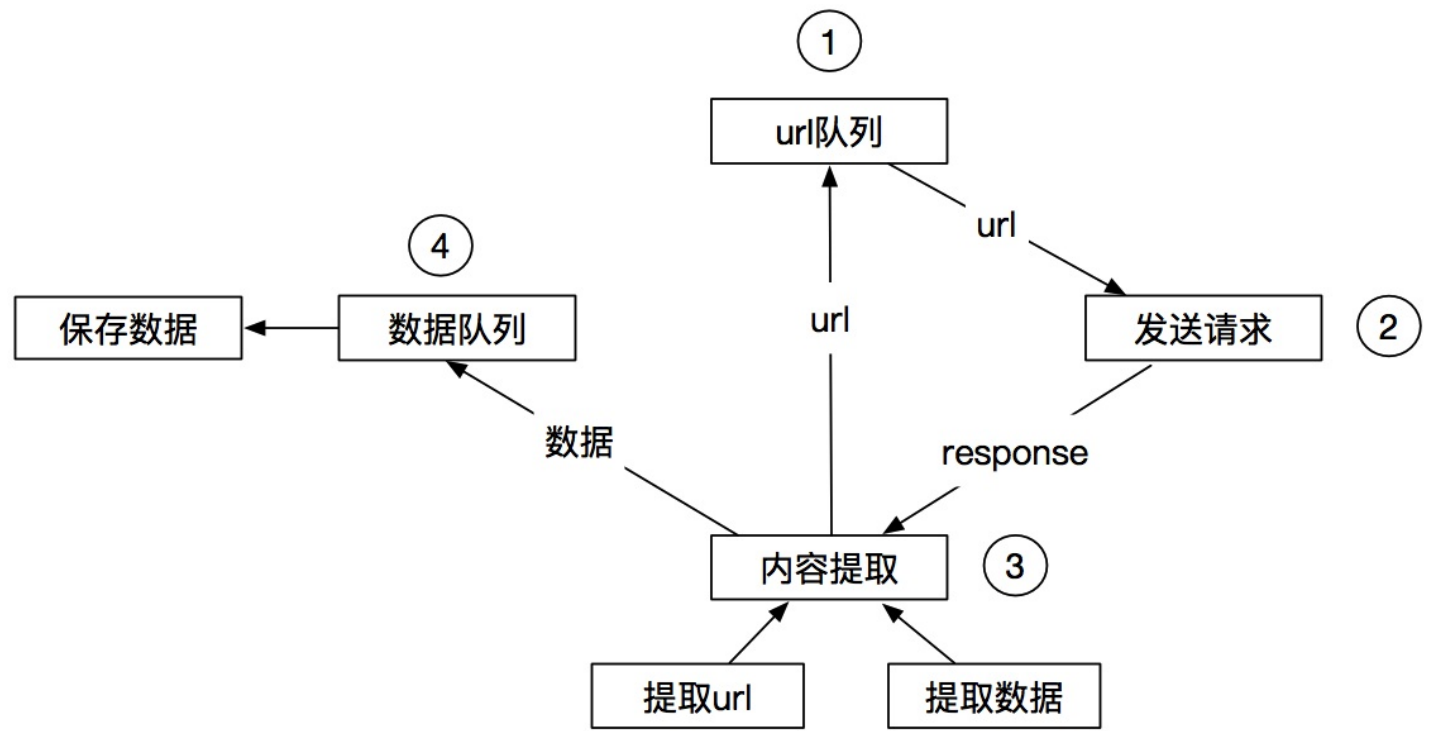 1
url队列
url
4
保存数据
数据队列
url
发送请求
2
数据
response
内容提取
3
提取url
提取数据